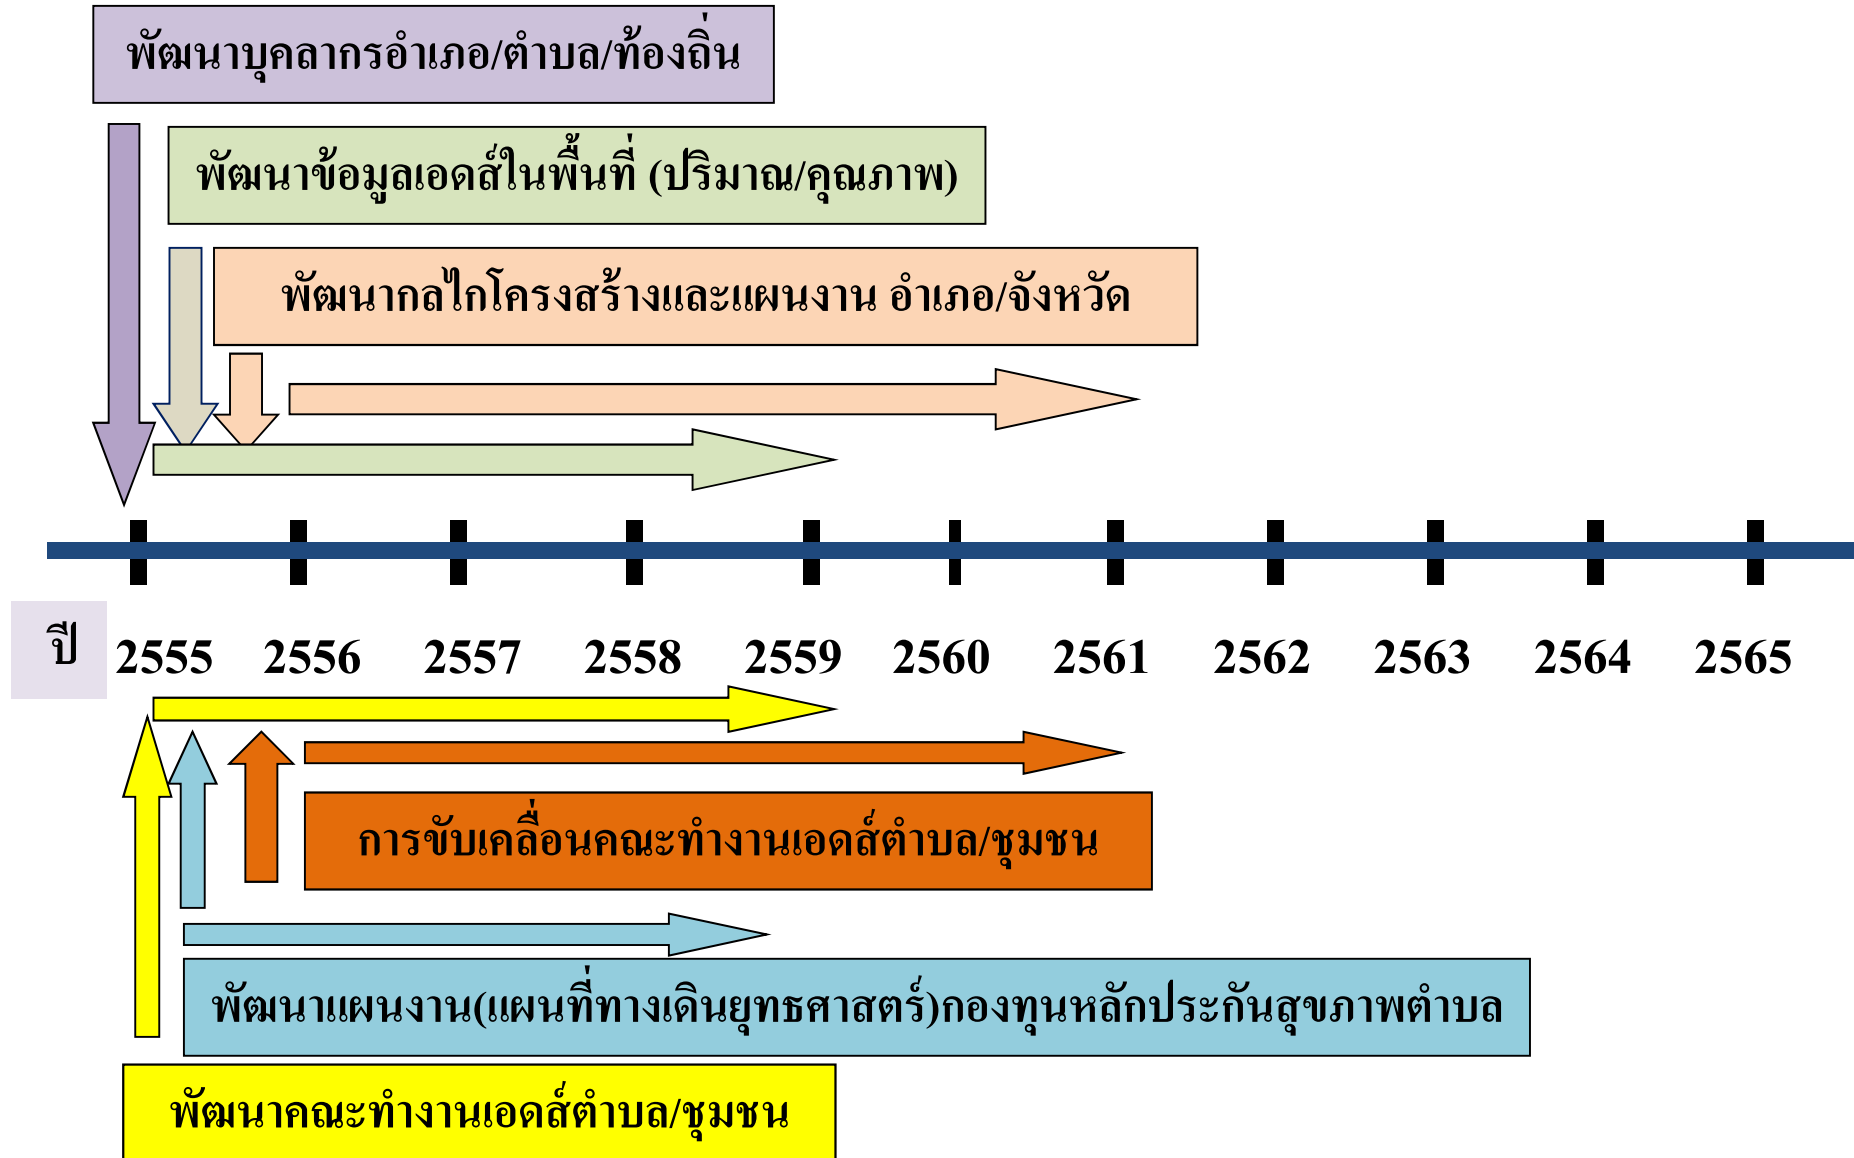 พัฒนาบุคลากรอำเภอ/ตำบล/ท้องถิ่น
พัฒนาข้อมูลเอดส์ในพื้นที่ (ปริมาณ/คุณภาพ)
พัฒนากลไกโครงสร้างและแผนงาน อำเภอ/จังหวัด
ปี 2555 2556 2557 2558 2559 2560 2561 2562 2563 2564 2565
การขับเคลื่อนคณะทำงานเอดส์ตำบล/ชุมชน
พัฒนาแผนงาน(แผนที่ทางเดินยุทธศาสตร์)กองทุนหลักประกันสุขภาพตำบล
พัฒนาคณะทำงานเอดส์ตำบล/ชุมชน